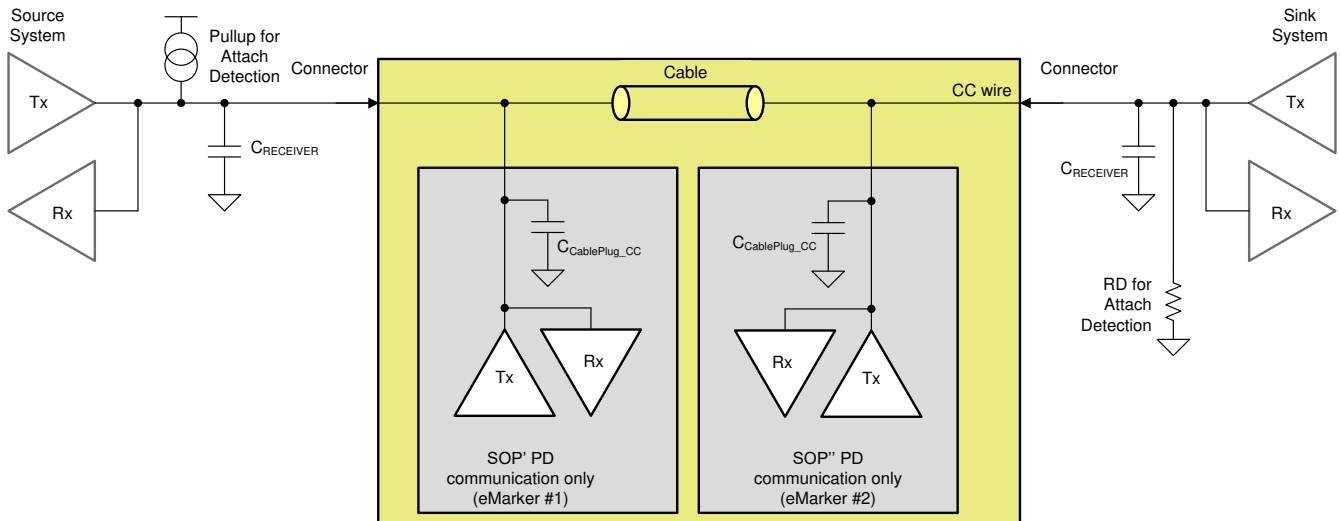 Source
System
Tx
Rx
Pullup for
Attach
Detection
Connector
CRECEIVER
Cable
CC wire
CCablePlug_CC
Tx
Rx
SOP' PD
communication only
(eMarker #1)
CCablePlug_CC
Rx
Tx
SOP'' PD
communication only
(eMarker #2)
Connector
CRECEIVER
RD for
Attach
Detection
Sink
System
Tx
Rx